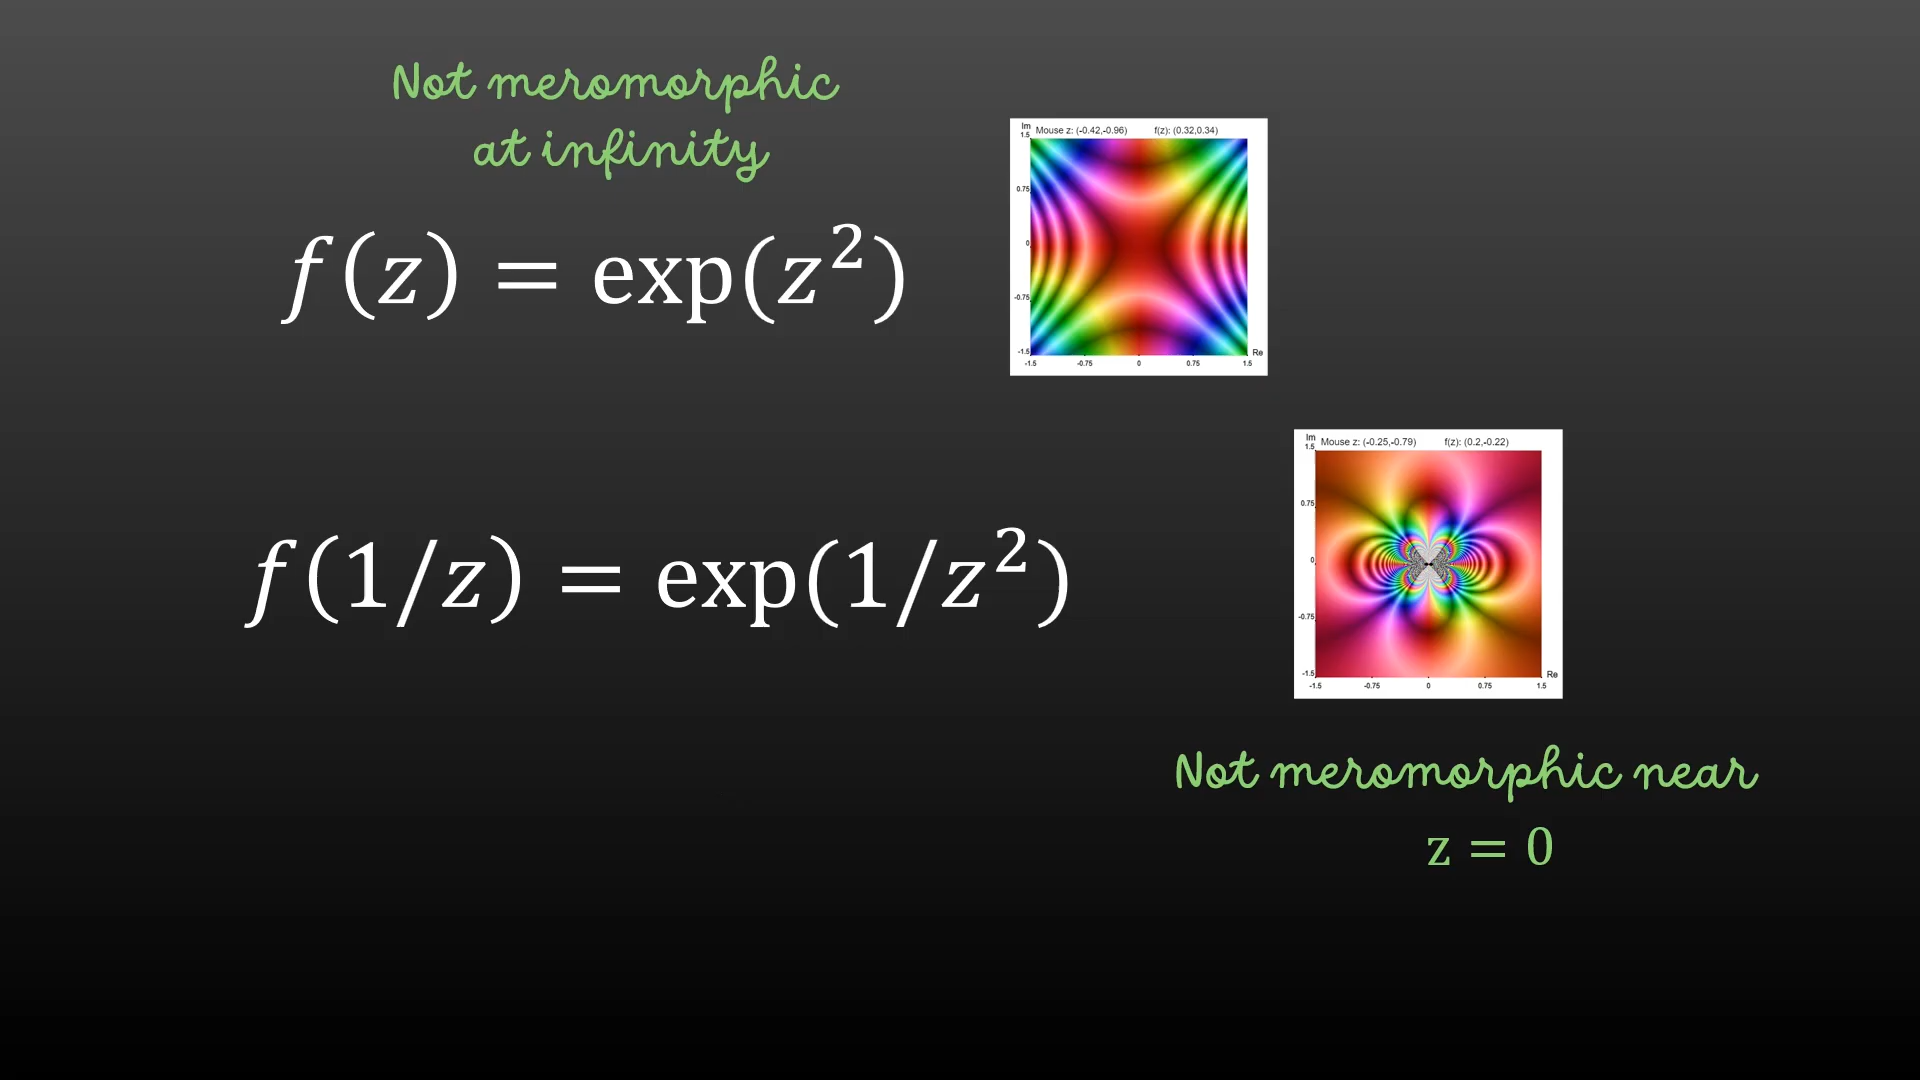 Not meromorphic
at infinity
f(z) = exp(z²)
Im
Mouse z: (-0.42,-0.96) f(z): (0.32,0.34)
1.5
0.75
0
-0.75
-1.5
Re
-1.5 -0.75 0 0.75 1.5
f(1/z) = exp(1/z²)
Im
Mouse z: (-0.25,-0.79) f(z): (0.2,-0.22)
1.5
0.75
0
-0.75
-1.5
Re
-1.5 -0.75 0 0.75 1.5
Not meromorphic near
z = 0